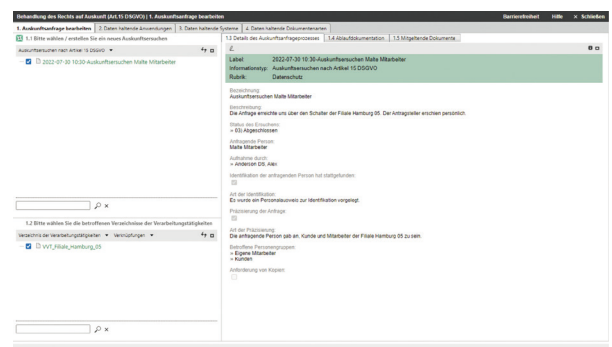 Behandlung des Rechts auf Auskunft (Art.15 DSGVO) | 1. Auskunftsanfrage bearbeiten
Barrierefreiheit Hilfe × Schließen
1. Auskunftsanfrage bearbeiten 2. Daten haltende Anwendungen 3. Daten haltende Systeme 4. Daten haltende Dokumentenarten
1.1 Bitte wählen / erstellen Sie ein neues Auskunftsersuchen
Auskunftsersuchen nach Artikel 15 DSGVO
2022-07-30 10:30-Auskunftsersuchen Malte Mitarbeiter
1.2 Bitte wählen Sie die betroffenen Verzeichnisse der Verarbeitungstätigkeiten
Verzeichnis der Verarbeitungstätigkeiten Verknüpfungen
VVT_Filiale_Hamburg_05
1.3 Details des Auskunftsanfrageprozesses 1.4 Ablaufdokumentation 1.5 Mitgeltende Dokumente
Label: 2022-07-30 10:30-Auskunftsersuchen Malte Mitarbeiter
Informationstyp: Auskunftsersuchen nach Artikel 15 DSGVO
Rubrik: Datenschutz
Bezeichnung:
Auskunftsersuchen Malte Mitarbeiter
Beschreibung:
Die Anfrage erreichte uns über den Schalter der Filiale Hamburg 05. Der Antragsteller erschien persönlich.
Status des Ersuchens:
» 03) Abgeschlossen
Anfragende Person:
Malte Mitarbeiter
Aufnahme durch:
» Anderson DS, Alex
Identifikation der anfragenden Person hat stattgefunden:
Art der Identifikation:
Es wurde ein Personalausweis zur Identifikation vorgelegt.
Präzisierung der Anfrage:
Art der Präzisierung:
Die anfragende Person gab an, Kunde und Mitarbeiter der Filiale Hamburg 05 zu sein.
Betroffene Personengruppen:
» Eigene Mitarbeiter
» Kunden
Anforderung von Kopien: